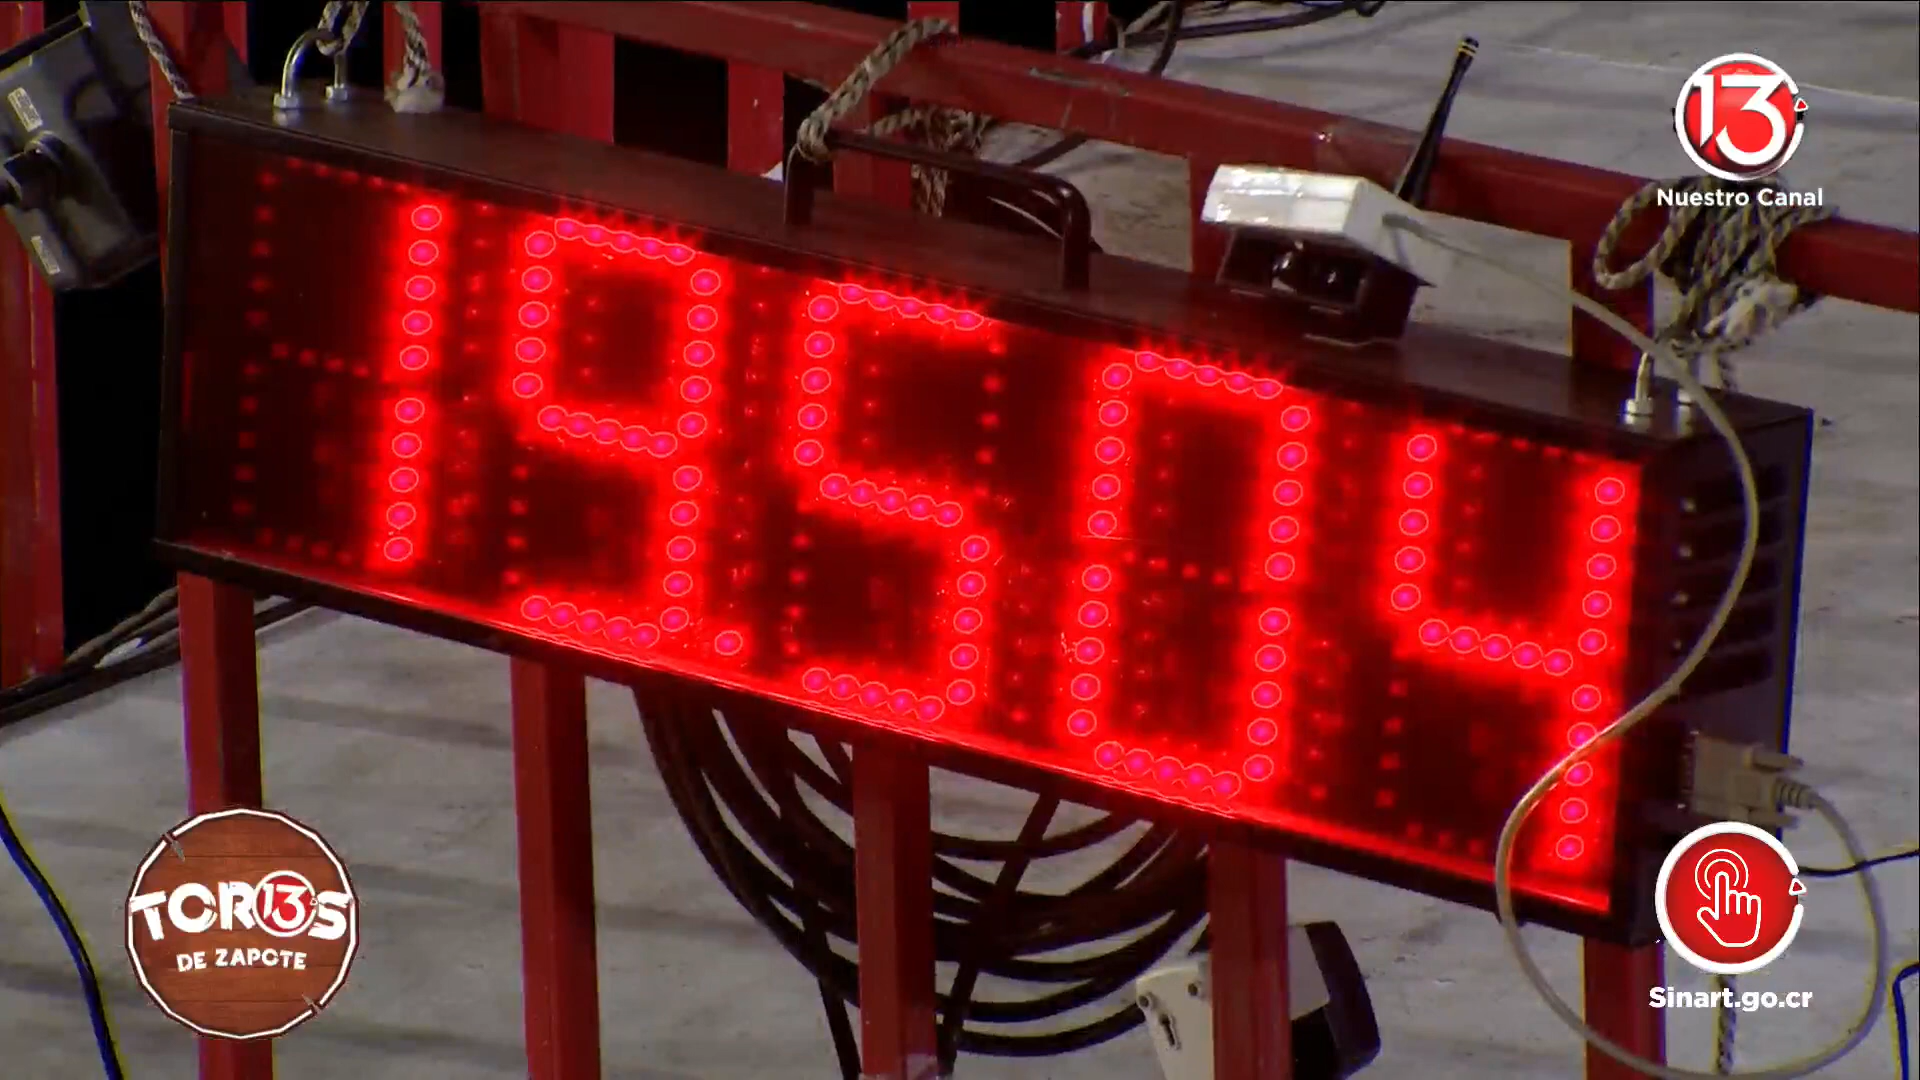 13
Nuestro Canal
19.504
TOR13S
DE ZAPOTE
Sinart.go.cr